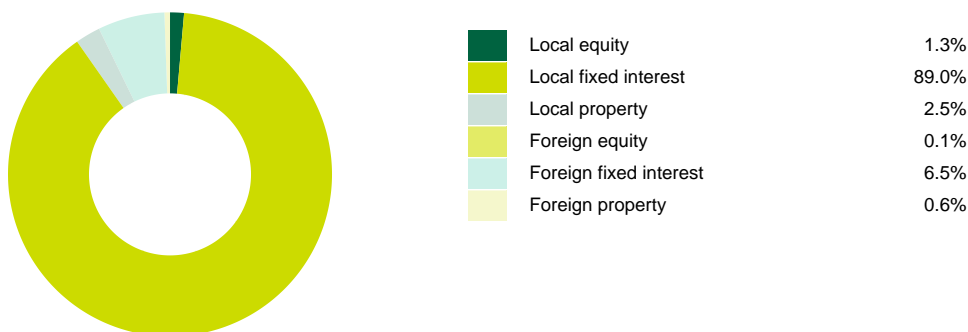 Local equity 1.3%
Local fixed interest 89.0%
Local property 2.5%
Foreign equity 0.1%
Foreign fixed interest 6.5%
Foreign property 0.6%